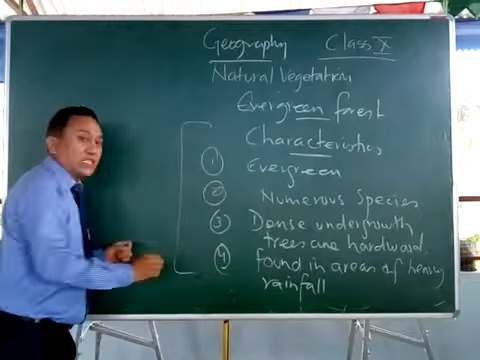 Geography Class X
Natural Vegetation
Evergreen forest
Characteristics
① Evergreen
② Numerous Species
③ Dense undergrowth
trees are hardwood
④ found in areas of heavy
rainfall